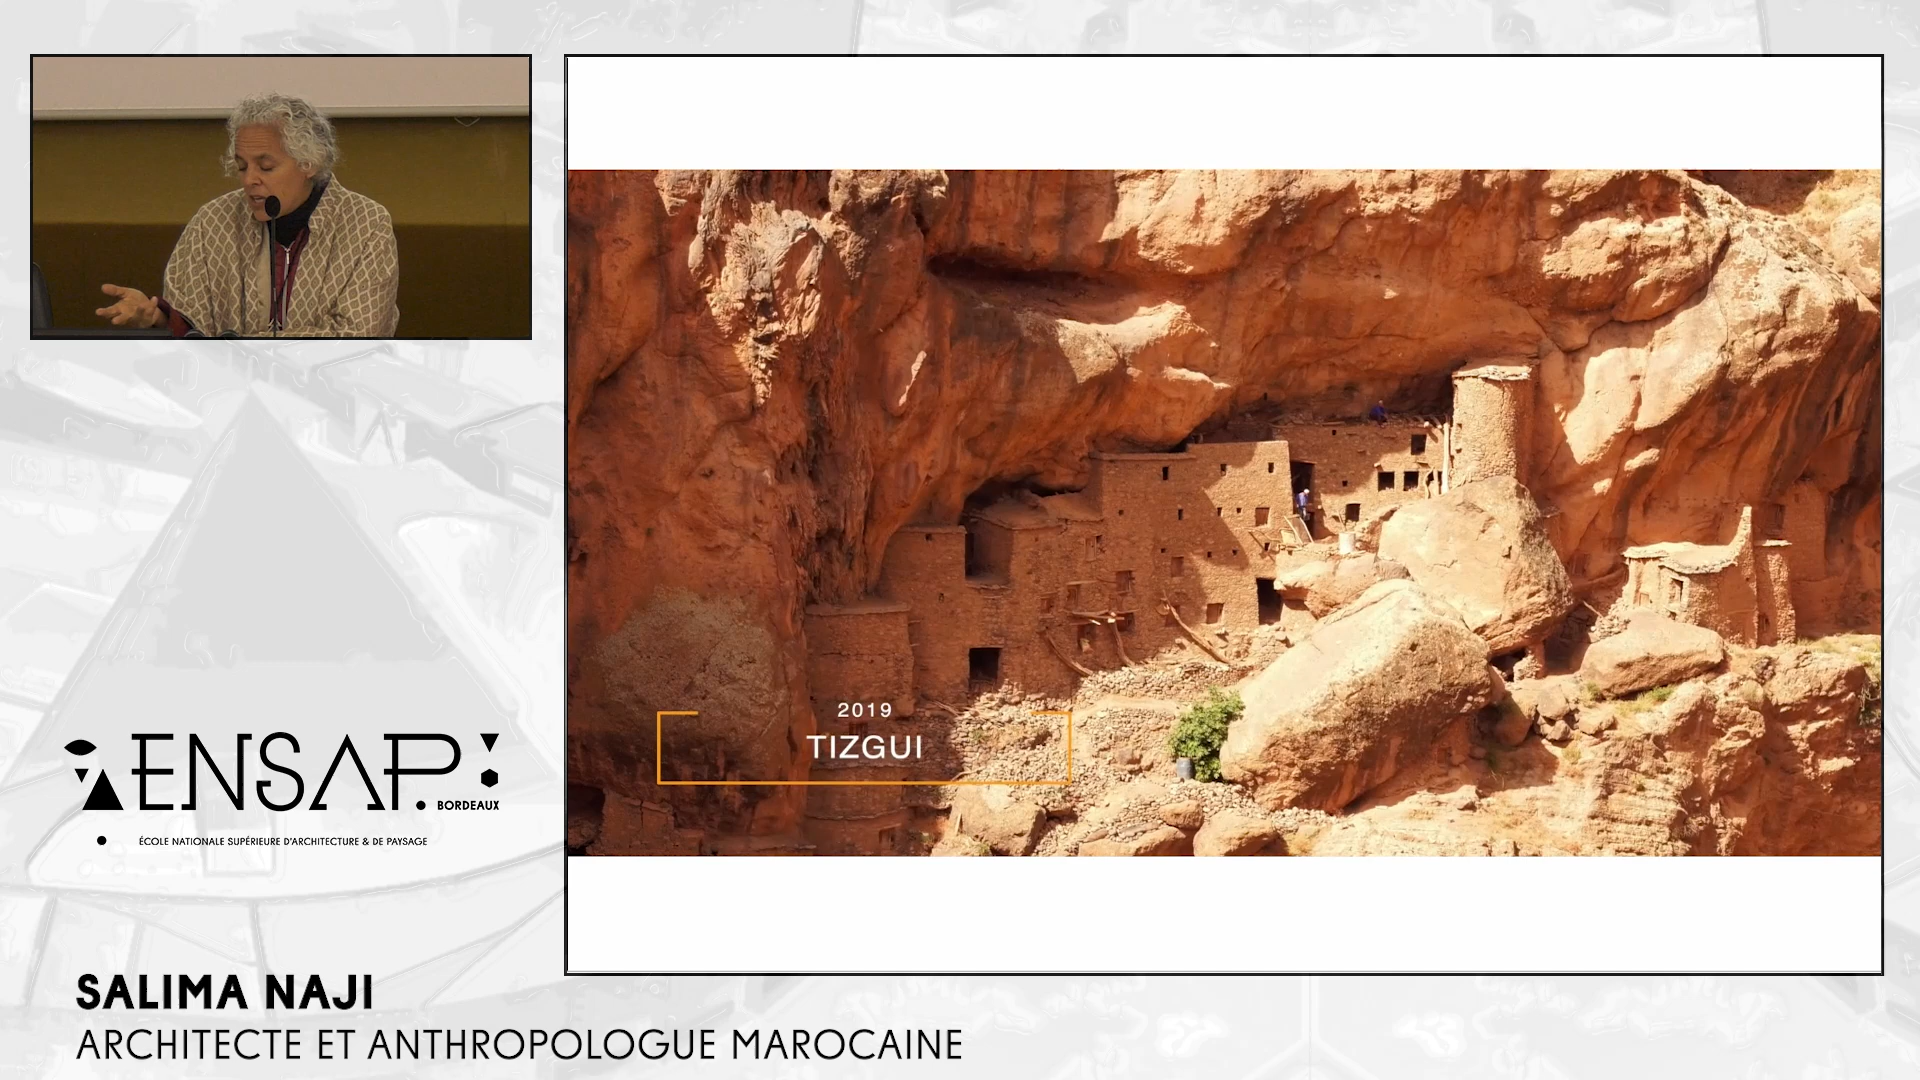 2019
TIZGUI
ENSAP
BORDEAUX
ÉCOLE NATIONALE SUPÉRIEURE D'ARCHITECTURE & DE PAYSAGE
SALIMA NAJI
ARCHITECTE ET ANTHROPOLOGUE MAROCAINE